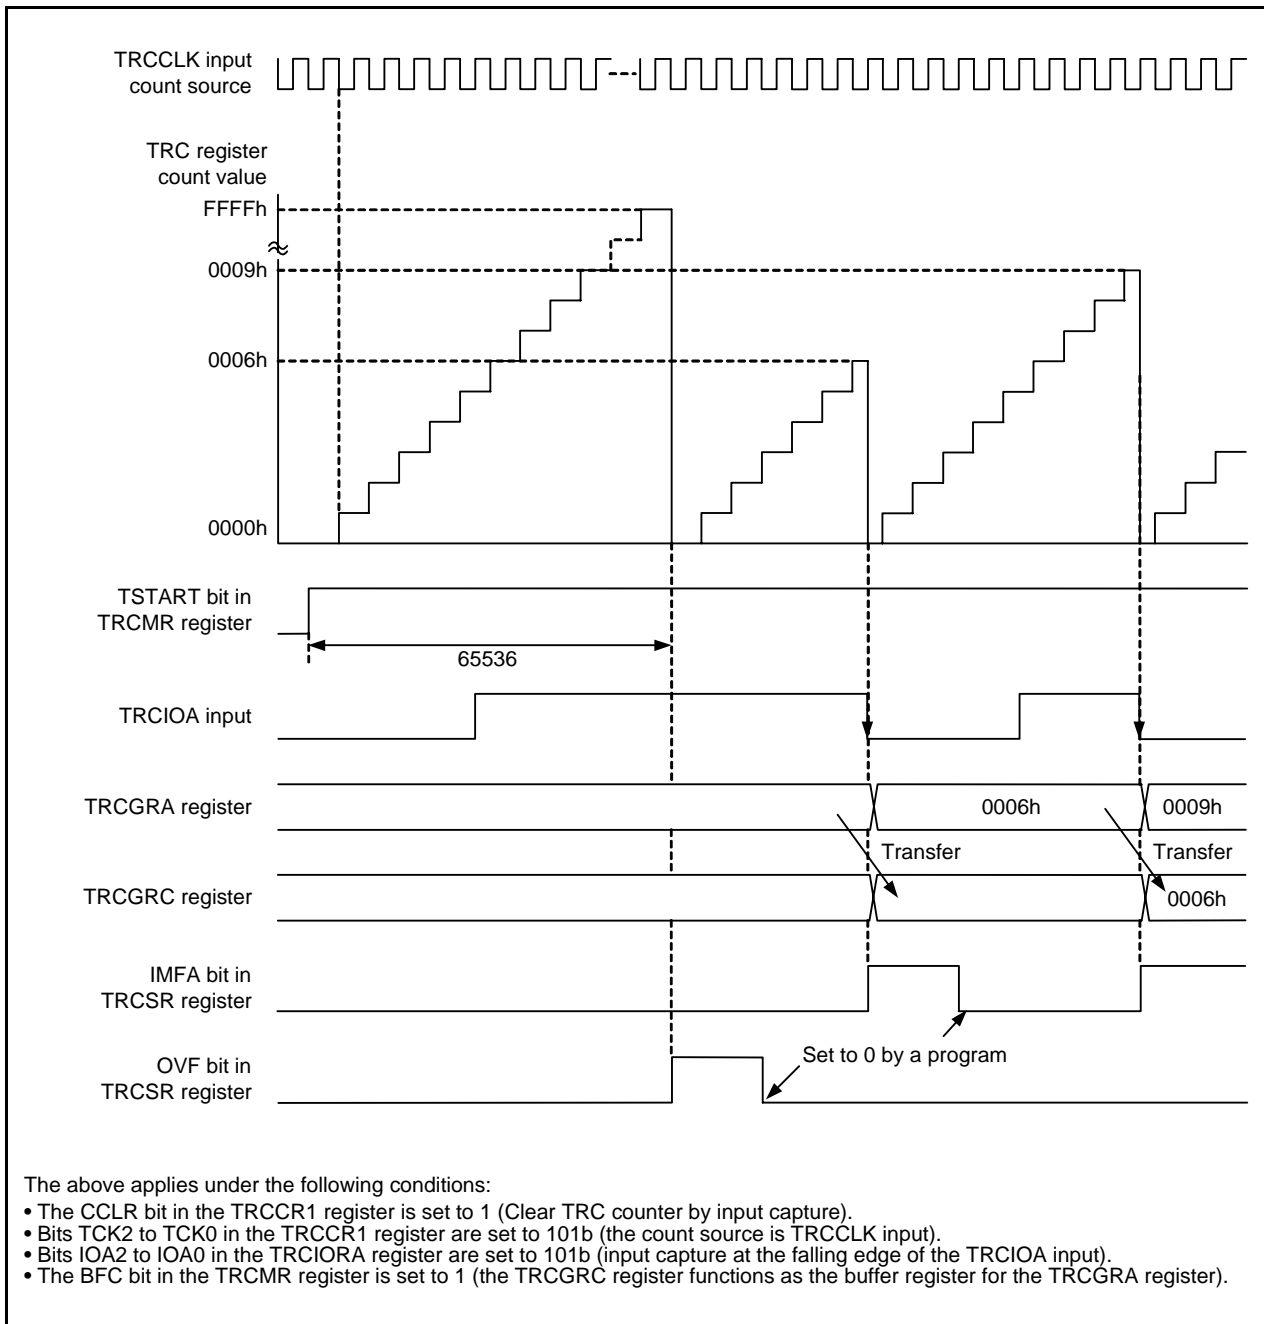 TRCCLK input
count source
TRC register
count value
FFFFh
0009h
0006h
0000h
TSTART bit in
TRCMR register
65536
TRCIOA input
TRCGRA register
0006h
0009h
Transfer
Transfer
TRCGRC register
0006h
IMFA bit in
TRCSR register
Set to 0 by a program
OVF bit in
TRCSR register
The above applies under the following conditions:
• The CCLR bit in the TRCCR1 register is set to 1 (Clear TRC counter by input capture).
• Bits TCK2 to TCK0 in the TRCCR1 register are set to 101b (the count source is TRCCLK input).
• Bits IOA2 to IOA0 in the TRCIORA register are set to 101b (input capture at the falling edge of the TRCIOA input).
• The BFC bit in the TRCMR register is set to 1 (the TRCGRC register functions as the buffer register for the TRCGRA register).